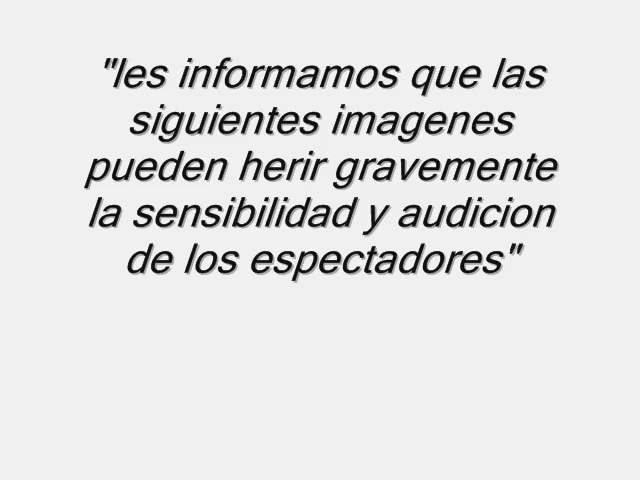 "les informamos que las
siguientes imagenes
pueden herir gravemente
la sensibilidad y audicion
de los espectadores"